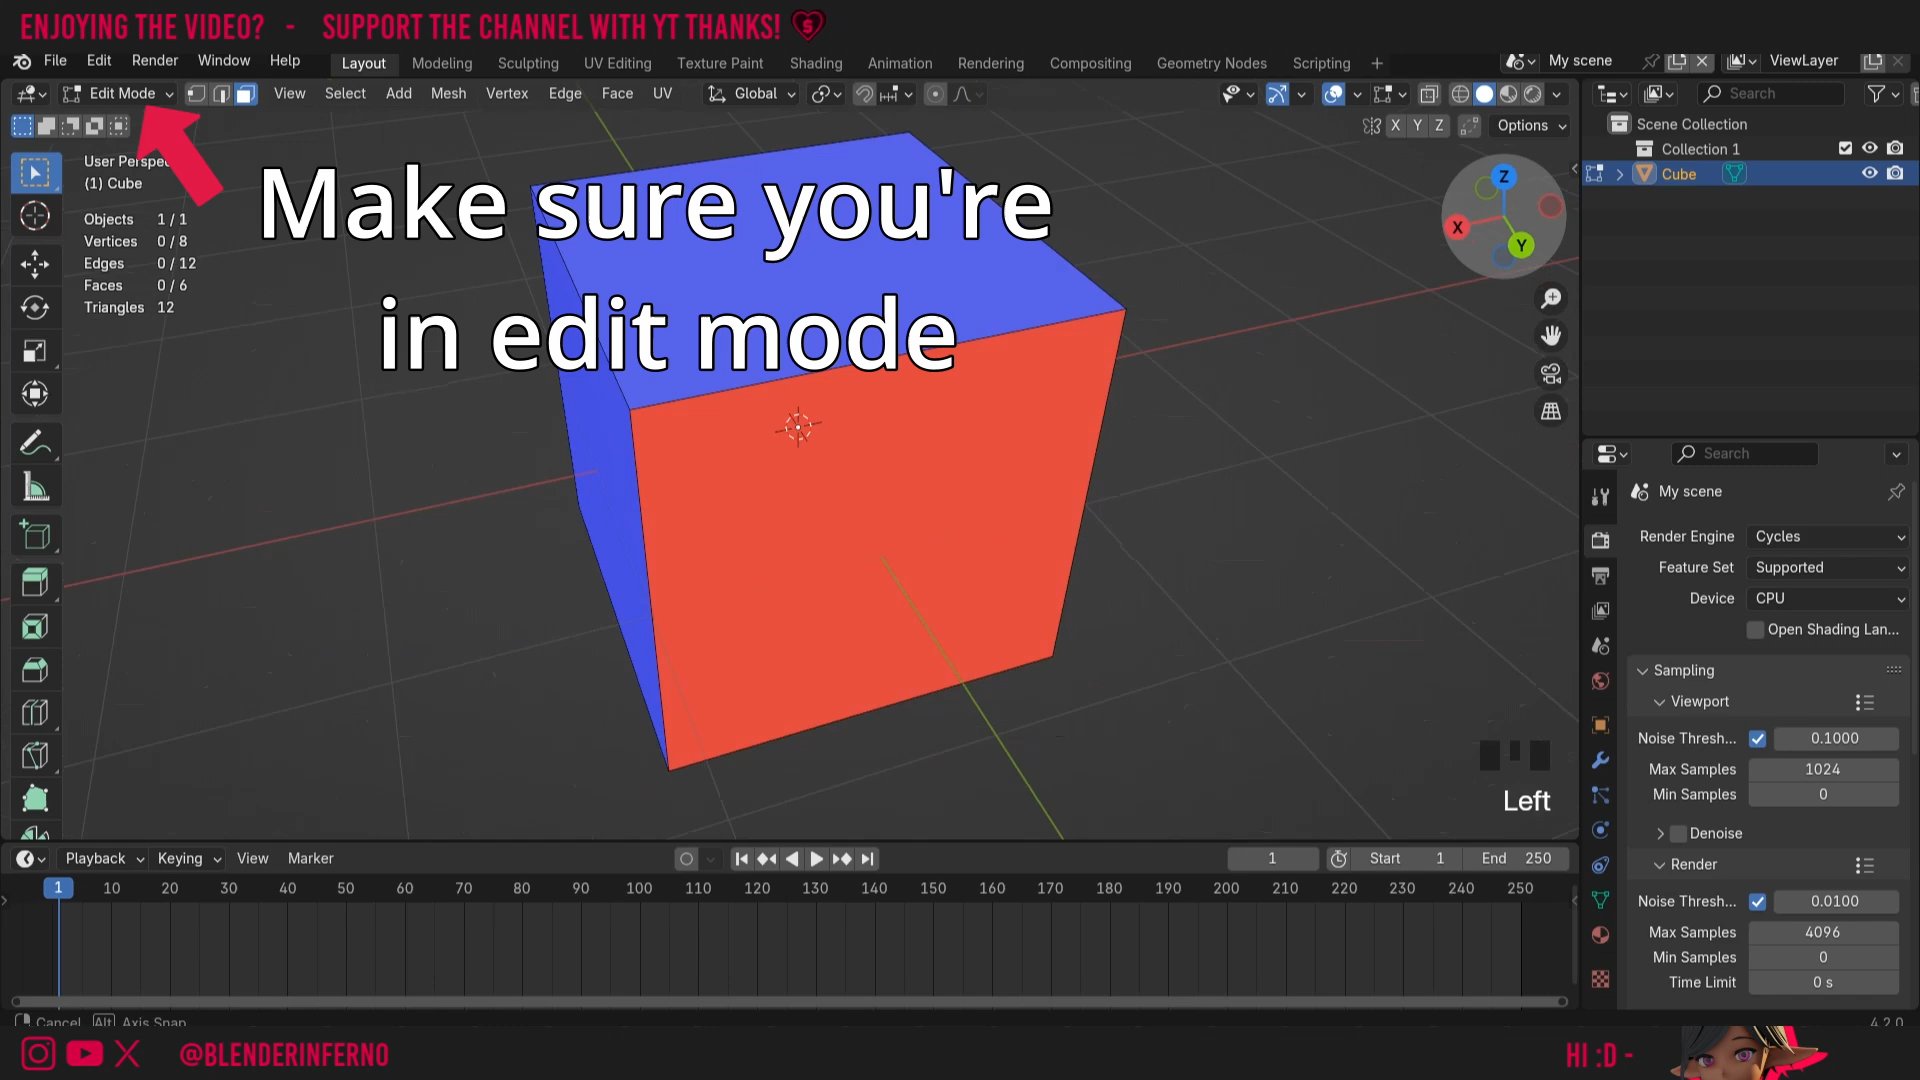 ENJOYING THE VIDEO? - SUPPORT THE CHANNEL WITH YT THANKS!
File Edit Render Window Help Layout Modeling Sculpting UV Editing Texture Paint Shading Animation Rendering Compositing Geometry Nodes Scripting + My scene ViewLayer
Edit Mode View Select Add Mesh Vertex Edge Face UV Global Search
X Y Z Options
Scene Collection
Collection 1
Cube
User Perspe
(1) Cube
Objects 1 / 1
Vertices 0 / 8
Edges 0 / 12
Faces 0 / 6
Triangles 12
Make sure you're
in edit mode
Z
X
Y
Left
Search
My scene
Render Engine Cycles
Feature Set Supported
Device CPU
Open Shading Lan...
Sampling
Viewport
Noise Thresh... 0.1000
Max Samples 1024
Min Samples 0
Denoise
Render
Noise Thresh... 0.0100
Max Samples 4096
Min Samples 0
Time Limit 0 s
Playback Keying View Marker 1 Start 1 End 250
1 10 20 30 40 50 60 70 80 90 100 110 120 130 140 150 160 170 180 190 200 210 220 230 240 250
Cancel Alt Axis Snap 4.2.0
@BLENDERINFERNO
HI :D -